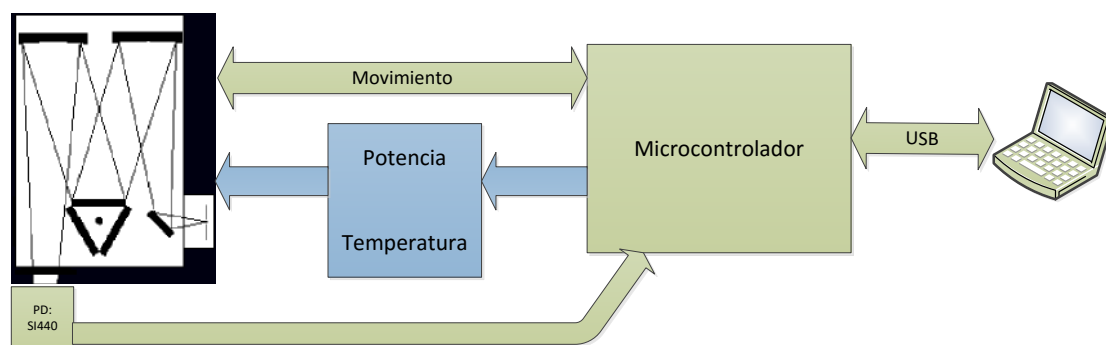 Movimiento
Potencia
Temperatura
Microcontrolador
USB
PD:
SI440